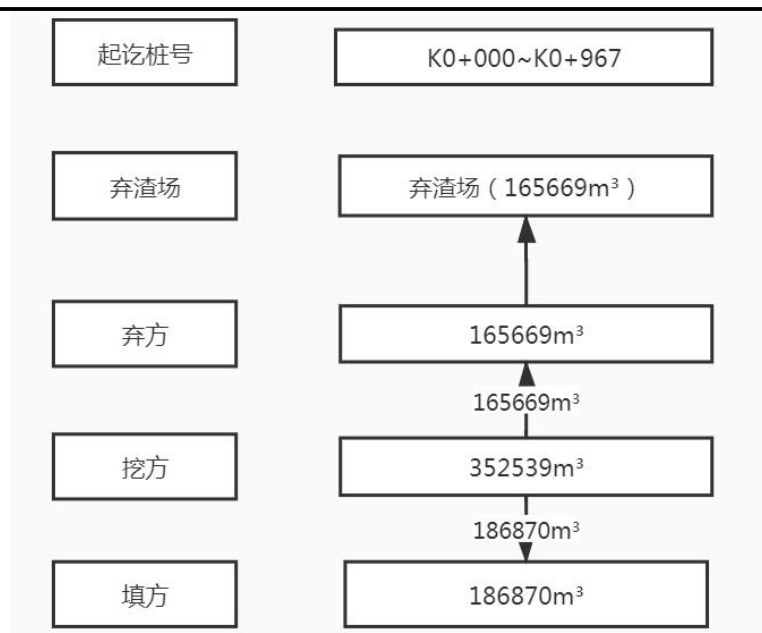 起讫桩号
K0+000~K0+967
弃渣场
弃渣场（165669m³）
弃方
165669m³
165669m³
挖方
352539m³
186870m³
填方
186870m³